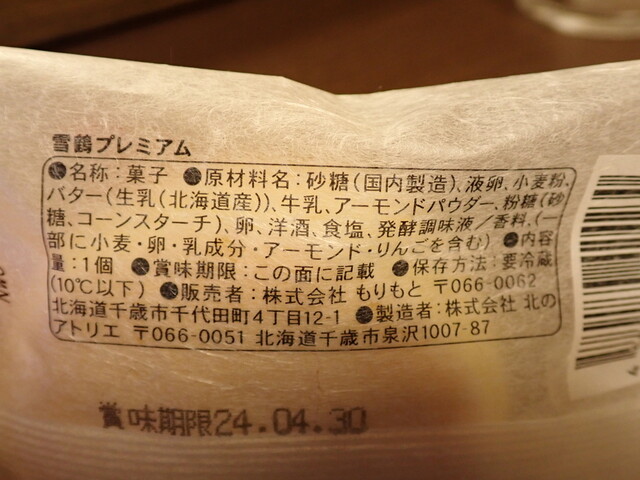 雪鶴プレミアム
●名称：菓子 ●原材料名：砂糖(国内製造)、液卵、小麦粉、
バター(生乳(北海道産))、牛乳、アーモンドパウダー、粉糖(砂
糖、コーンスターチ)、卵、洋酒、食塩、発酵調味液／香料、(一
部に小麦・卵・乳成分・アーモンド・りんごを含む) ●内容
量：1個 ●賞味期限：この面に記載 ●保存方法：要冷蔵
(10℃以下) ●販売者：株式会社 もりもと 〒066-0062
北海道千歳市千代田町4丁目12-1 ●製造者：株式会社 北の
アトリエ 〒066-0051 北海道千歳市泉沢1007-87
賞味期限24.04.30